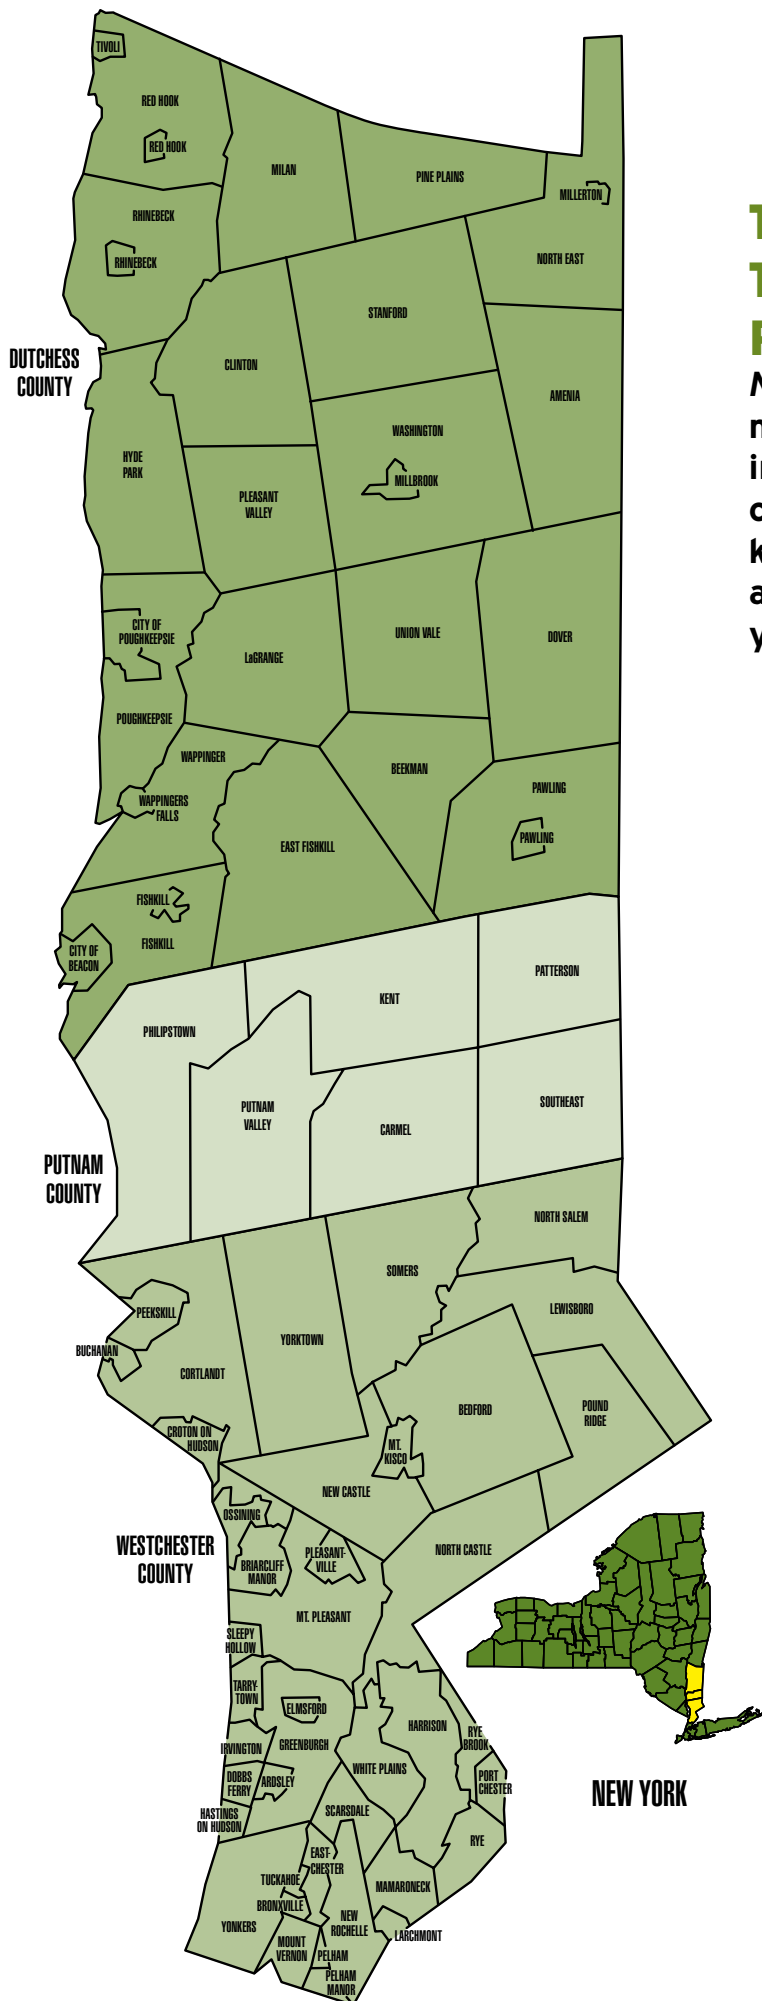 TIVOLI
RED HOOK
RED HOOK
MILAN
PINE PLAINS
MILLERTON
RHINEBECK
RHINEBECK
NORTH EAST
STANFORD
DUTCHESS
COUNTY
CLINTON
AMENIA
WASHINGTON
HYDE
PARK
MILLBROOK
PLEASANT
VALLEY
CITY OF
POUGHKEEPSIE
UNION VALE
DOVER
LaGRANGE
POUGHKEEPSIE
WAPPINGER
BEEKMAN
PAWLING
WAPPINGERS
FALLS
PAWLING
EAST FISHKILL
FISHKILL
FISHKILL
CITY OF
BEACON
PATTERSON
KENT
PHILIPSTOWN
PUTNAM
VALLEY
SOUTHEAST
CARMEL
PUTNAM
COUNTY
NORTH SALEM
SOMERS
LEWISBORO
PEEKSKILL
YORKTOWN
BUCHANAN
CORTLANDT
POUND
RIDGE
BEDFORD
CROTON ON
HUDSON
MT.
KISCO
NEW CASTLE
OSSINING
WESTCHESTER
COUNTY
PLEASANT-
VILLE
NORTH CASTLE
BRIARCLIFF
MANOR
MT. PLEASANT
SLEEPY
HOLLOW
TARRY-
TOWN
ELMSFORD
HARRISON
RYE
BROOK
IRVINGTON
GREENBURGH
WHITE PLAINS
DOBBS
FERRY
ARDSLEY
PORT
CHESTER
NEW YORK
HASTINGS
ON HUDSON
SCARSDALE
RYE
EAST-
CHESTER
TUCKAHOE
MAMARONECK
BRONXVILLE
YONKERS
NEW
ROCHELLE
LARCHMONT
MOUNT
VERNON
PELHAM
PELHAM
MANOR